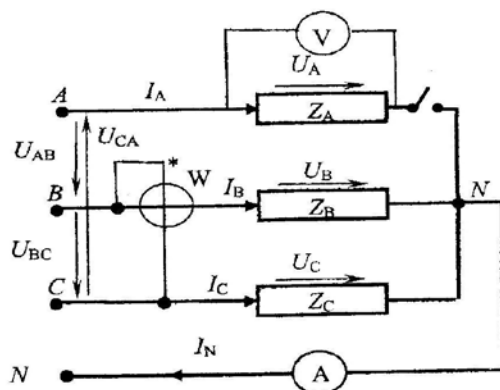 V
U_A
A I_A
Z_A
U_CA
U_AB
* W
U_B
B I_B
Z_B
N
U_BC
U_C
C I_C
Z_C
I_N
N A